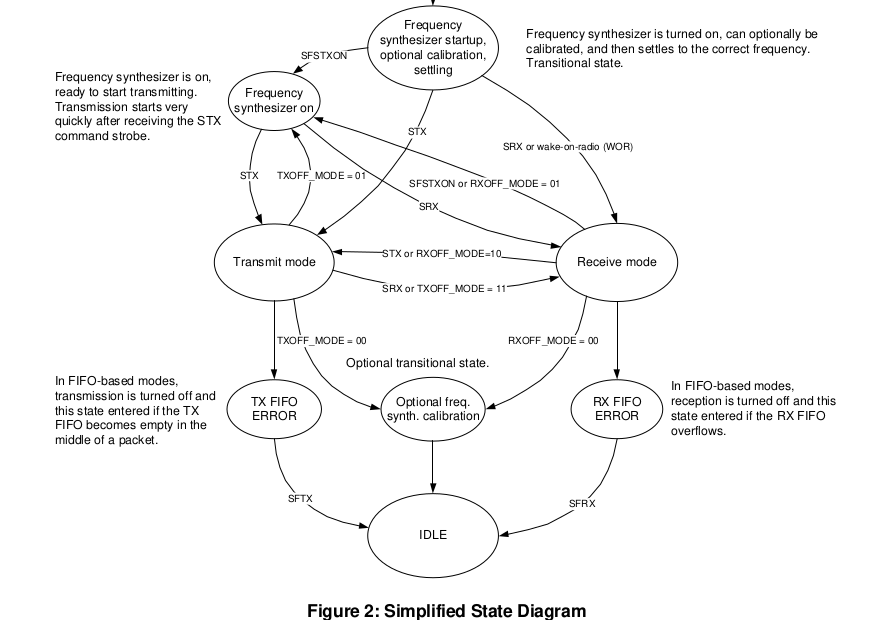 Frequency
synthesizer startup,
optional calibration,
settling
Frequency synthesizer is turned on, can optionally be
calibrated, and then settles to the correct frequency.
Transitional state.
SFSTXON
Frequency synthesizer is on,
ready to start transmitting.
Transmission starts very
quickly after receiving the STX
command strobe.
Frequency
synthesizer on
STX
SRX or wake-on-radio (WOR)
STX
TXOFF_MODE = 01
SFSTXON or RXOFF_MODE = 01
SRX
Transmit mode
STX or RXOFF_MODE=10
Receive mode
SRX or TXOFF_MODE = 11
TXOFF_MODE = 00
RXOFF_MODE = 00
Optional transitional state.
In FIFO-based modes,
transmission is turned off and
this state entered if the TX
FIFO becomes empty in the
middle of a packet.
TX FIFO
ERROR
Optional freq.
synth. calibration
RX FIFO
ERROR
In FIFO-based modes,
reception is turned off and this
state entered if the RX FIFO
overflows.
SFTX
SFRX
IDLE
Figure 2: Simplified State Diagram